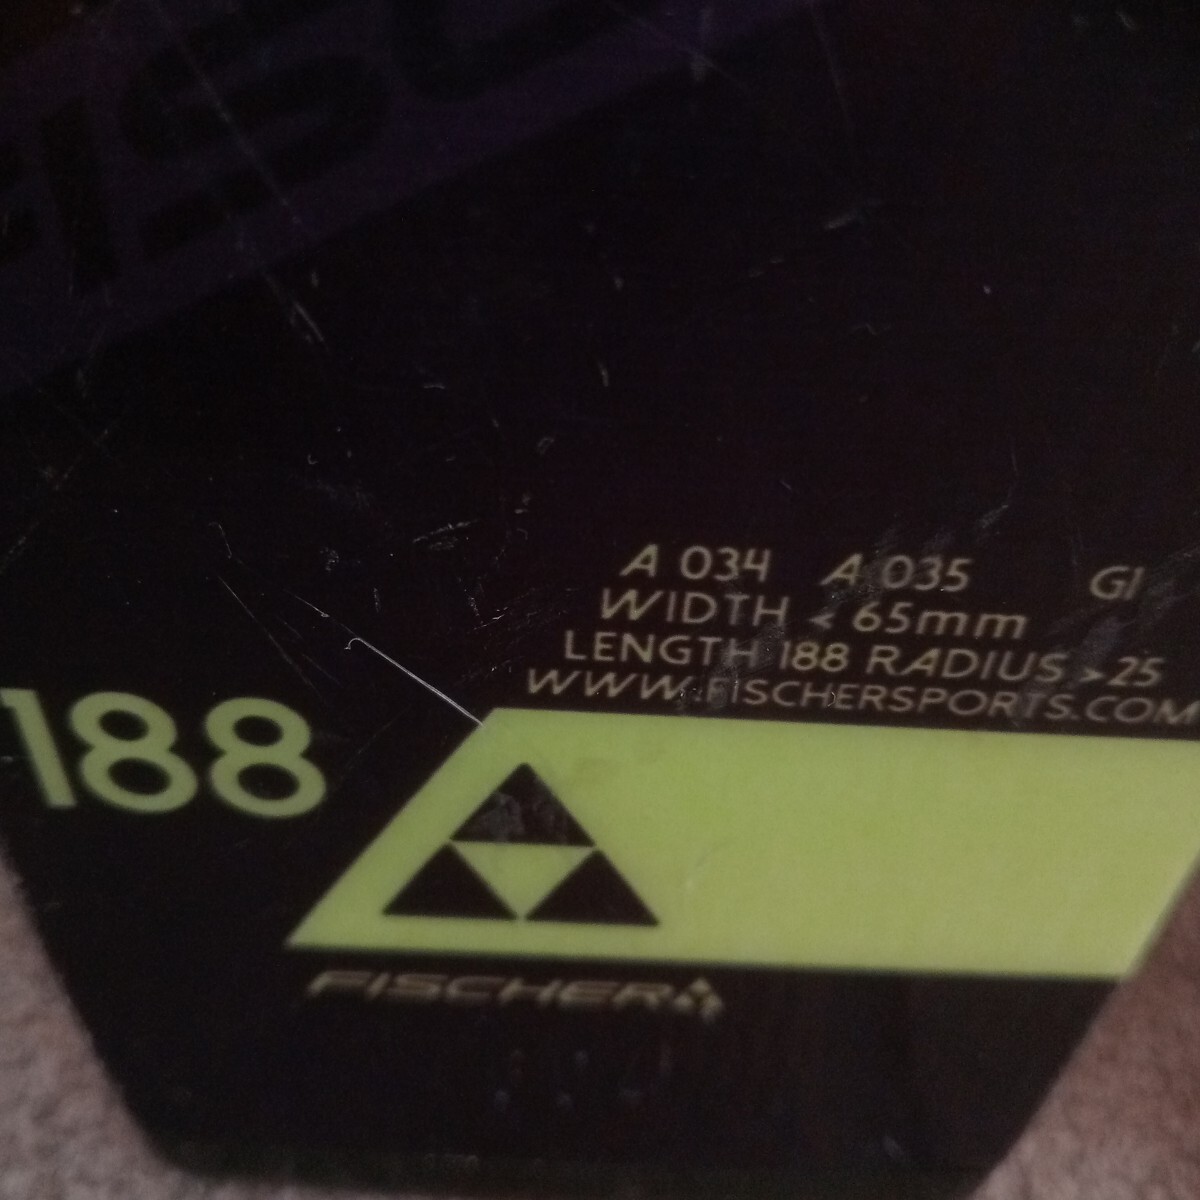 A 034 A 035 GI
WIDTH < 65mm
LENGTH 188 RADIUS >25
WWW.FISCHERSPORTS.COM
188
FISCHER